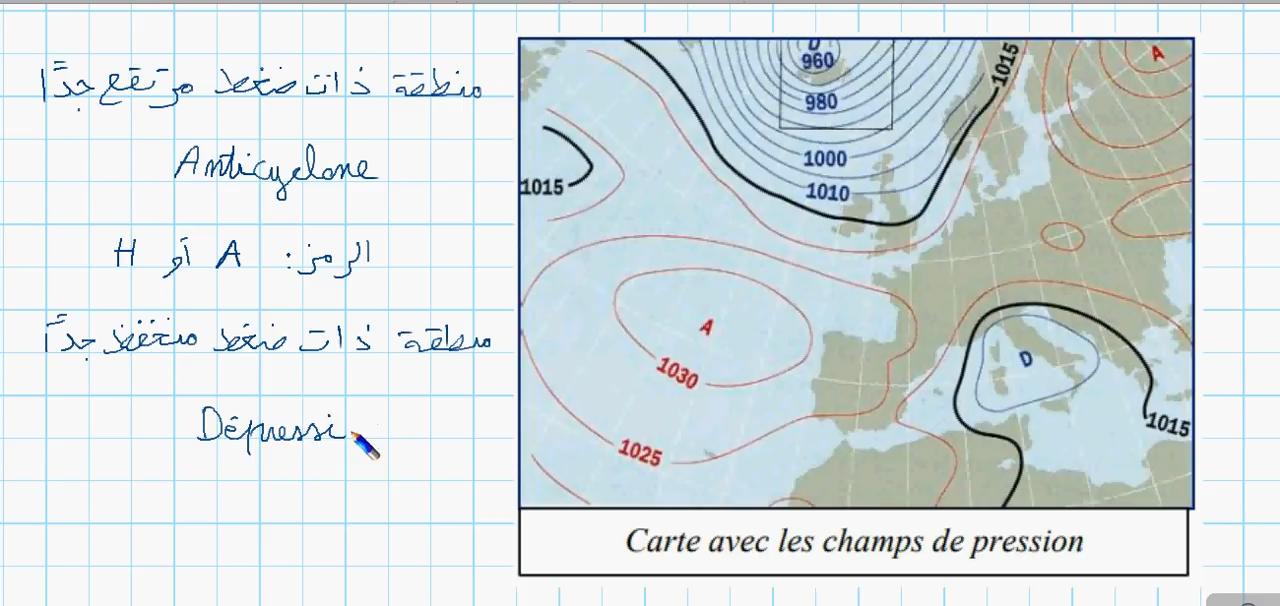 منطقة ذات ضغط مرتفع جداً
Anticyclone
الرمز: A أو H
منطقة ذات ضغط منخفض جداً
Dépressi
D
960
980
1000
1010
1015
A
1015
A
1030
1025
D
1015
Carte avec les champs de pression